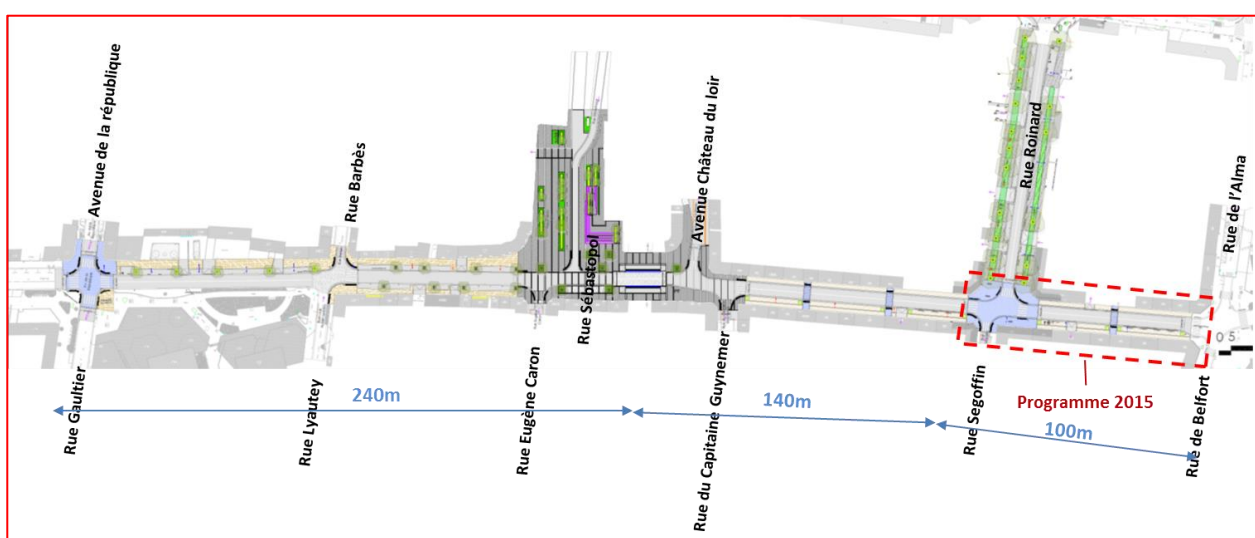 Avenue de la république
Rue Barbès
Rue Sébastopol
Avenue Château du loir
Rue Roinard
Rue de l'Alma
0 5
Rue Gaultier
Rue Lyautey
Rue Eugène Caron
Rue du Capitaine Guynemer
Rue Segoffin
Rue de Belfort
240m
140m
100m
Programme 2015